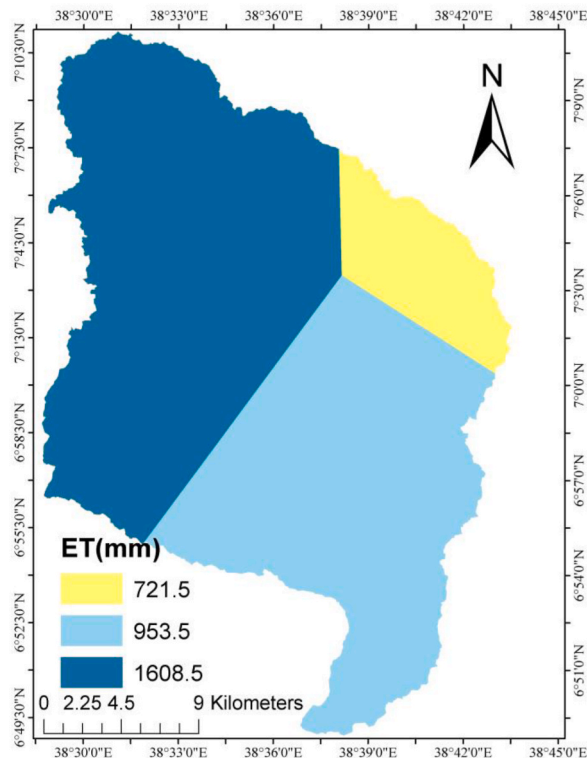 38°30'0"E 38°33'0"E 38°36'0"E 38°39'0"E 38°42'0"E 38°45'0"E
7°10'30"N
7°7'30"N
7°4'30"N
7°1'30"N
6°58'30"N
6°55'30"N
6°52'30"N
6°49'30"N
N
7°9'0"N
7°6'0"N
7°3'0"N
7°0'0"N
6°57'0"N
6°54'0"N
6°51'0"N
ET(mm)
721.5
953.5
1608.5
0 2.25 4.5 9 Kilometers
38°30'0"E 38°33'0"E 38°36'0"E 38°39'0"E 38°42'0"E 38°45'0"E